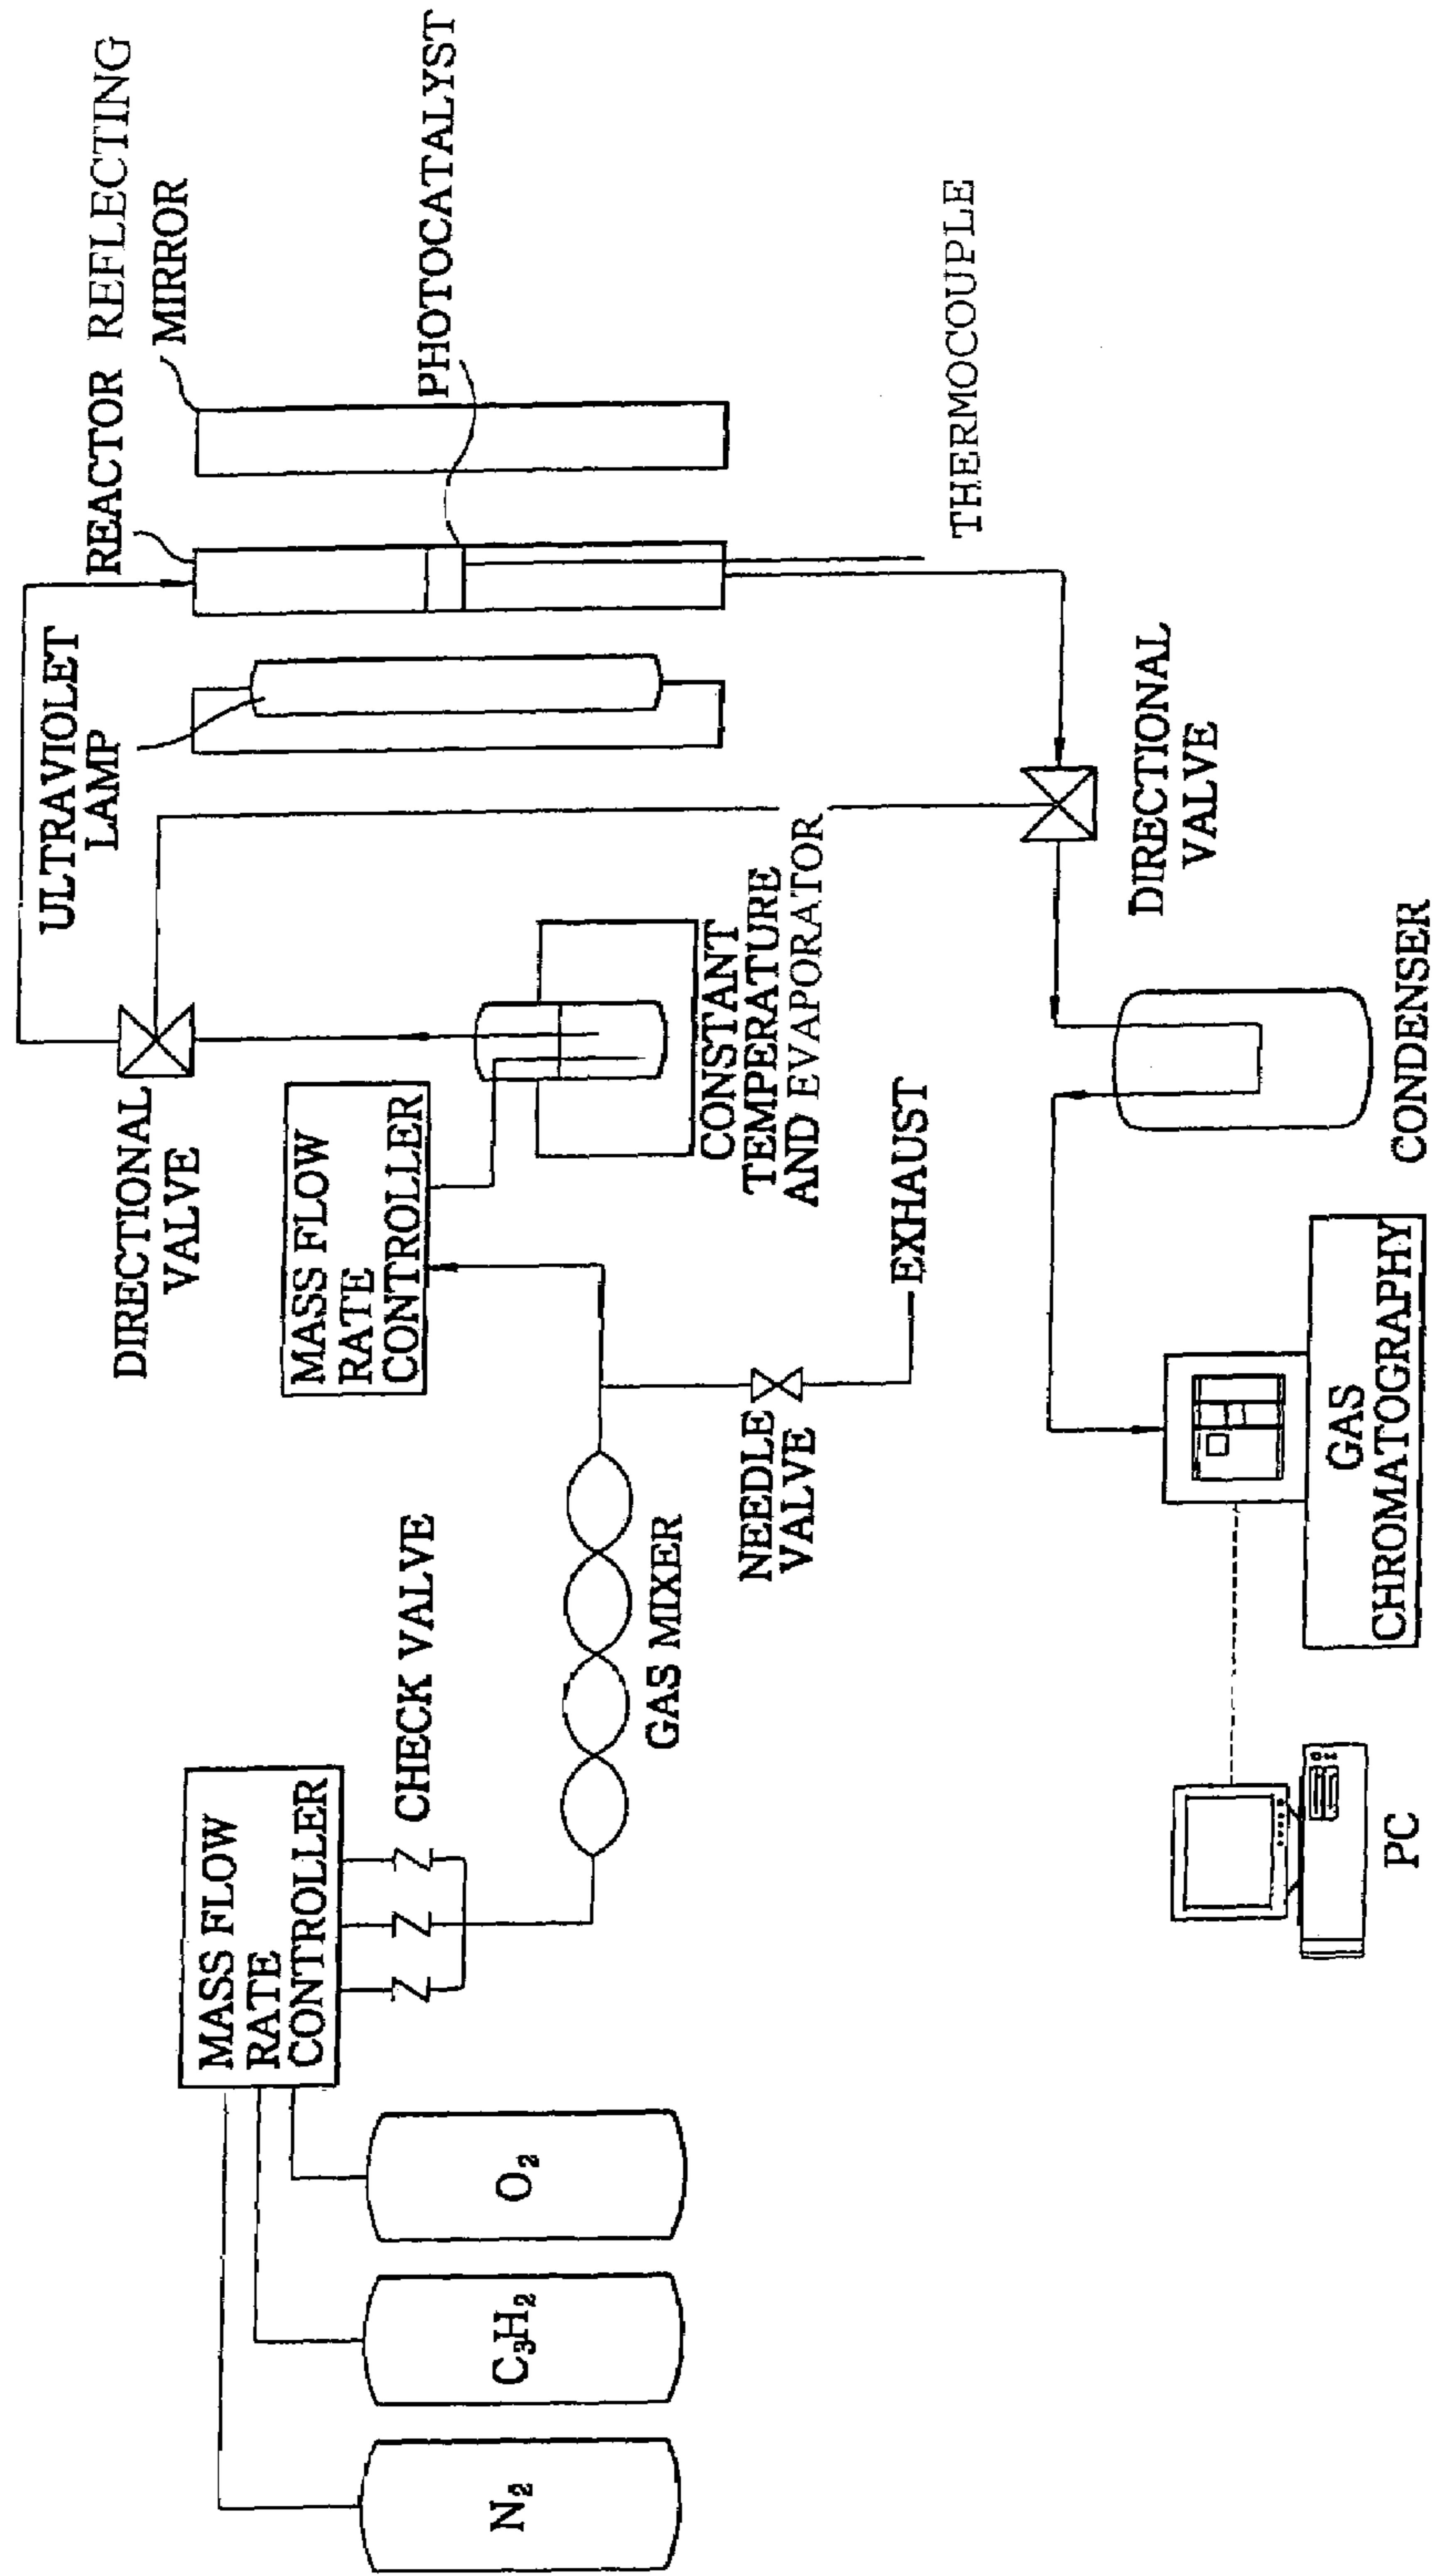 REACTOR REFLECTING
MIRROR
PHOTOCATALYST
THERMOCOUPLE
ULTRAVIOLET
LAMP
DIRECTIONAL
VALVE
MASS FLOW
RATE
CONTROLLER
CONSTANT
TEMPERATURE
AND EVAPORATOR
DIRECTIONAL
VALVE
CONDENSER
EXHAUST
NEEDLE
VALVE
GAS MIXER
CHECK VALVE
MASS FLOW
RATE
CONTROLLER
N₂
C₃H₂
O₂
GAS
CHROMATOGRAPHY
PC